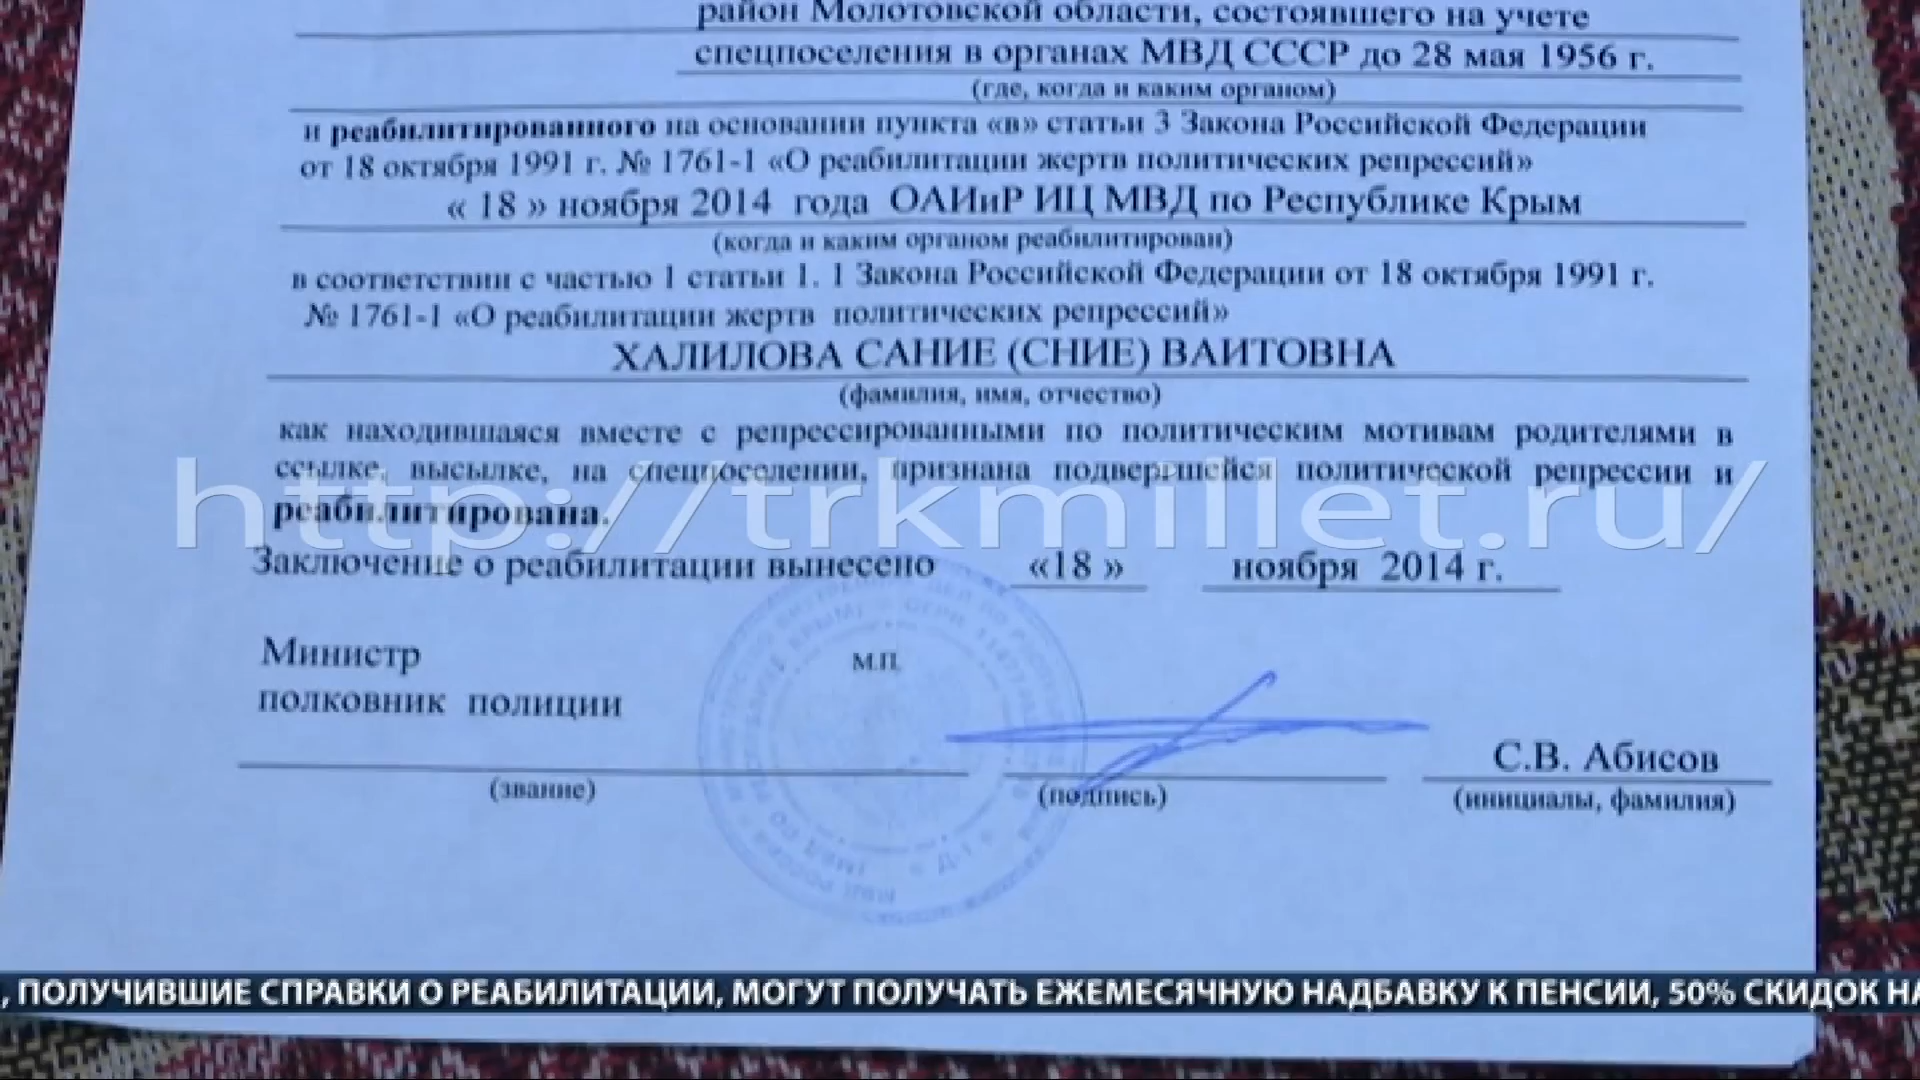 район Молотовской области, состоявшего на учете
спецпоселения в органах МВД СССР до 28 мая 1956 г.
(где, когда и каким органом)
и реабилитированного на основании пункта «в» статьи 3 Закона Российской Федерации
от 18 октября 1991 г. № 1761-1 «О реабилитации жертв политических репрессий»
« 18 » ноября 2014 года ОАИиР ИЦ МВД по Республике Крым
(когда и каким органом реабилитирован)
в соответствии с частью 1 статьи 1. 1 Закона Российской Федерации от 18 октября 1991 г.
№ 1761-1 «О реабилитации жертв политических репрессий»
ХАЛИЛОВА САНИЕ (СНИЕ) ВАИТОВНА
(фамилия, имя, отчество)
как находившаяся вместе с репрессированными по политическим мотивам родителями в
ссылке, высылке, на спецпоселении, признана подвергшейся политической репрессии и
http://trkmillet.ru/
реабилитирована.
Заключение о реабилитации вынесено «18 » ноября 2014 г.
Министр
М.П.
полковник полиции
С.В. Абисов
(звание) (подпись) (инициалы, фамилия)
, ПОЛУЧИВШИЕ СПРАВКИ О РЕАБИЛИТАЦИИ, МОГУТ ПОЛУЧАТЬ ЕЖЕМЕСЯЧНУЮ НАДБАВКУ К ПЕНСИИ, 50% СКИДОК НА